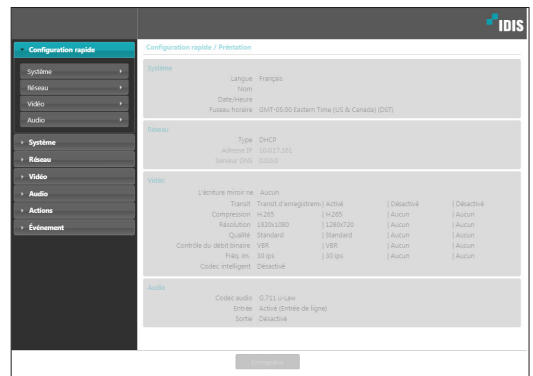 IDIS
Configuration rapide
Système
Réseau
Vidéo
Audio
Système
Réseau
Vidéo
Audio
Actions
Événement
Configuration rapide / Préntation
Système
Langue Français
Nom
Date/Heure
Fuseau horaire GMT-05:00 Eastern Time (US & Canada) (DST)
Réseau
Type DHCP
Adresse IP 10.0.17.161
Serveur DNS 0.0.0.0
Vidéo
L'écriture miroir ne Aucun
Transit Transit d'enregistrem | Activé | Désactivé | Désactivé
Compression H.265 | H.265 | Aucun | Aucun
Résolution 1920x1080 | 1280x720 | Aucun | Aucun
Qualité Standard | Standard | Aucun | Aucun
Contrôle du débit binaire VBR | VBR | Aucun | Aucun
Fréq. im. 30 ips | 30 ips | Aucun | Aucun
Codec intelligent Désactivé
Audio
Codec audio G.711 u-Law
Entrée Activé (Entrée de ligne)
Sortie Désactivé
Enregistrer